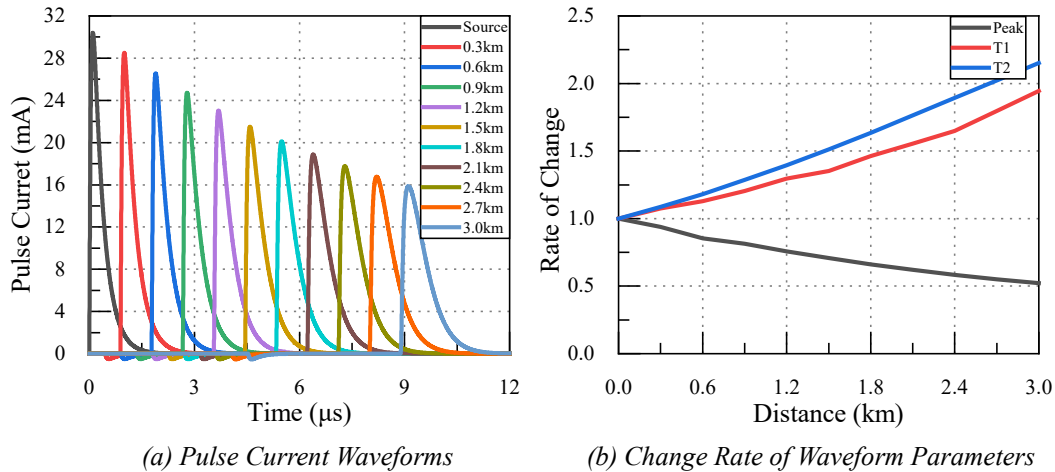 Pulse Curret (mA)
32
28
24
20
16
12
8
4
0
0
3
6
9
12
Time (μs)
Source
0.3km
0.6km
0.9km
1.2km
1.5km
1.8km
2.1km
2.4km
2.7km
3.0km
(a) Pulse Current Waveforms
Rate of Change
2.5
2.0
1.5
1.0
0.5
0.0
0.0
0.6
1.2
1.8
2.4
3.0
Distance (km)
Peak
T1
T2
(b) Change Rate of Waveform Parameters